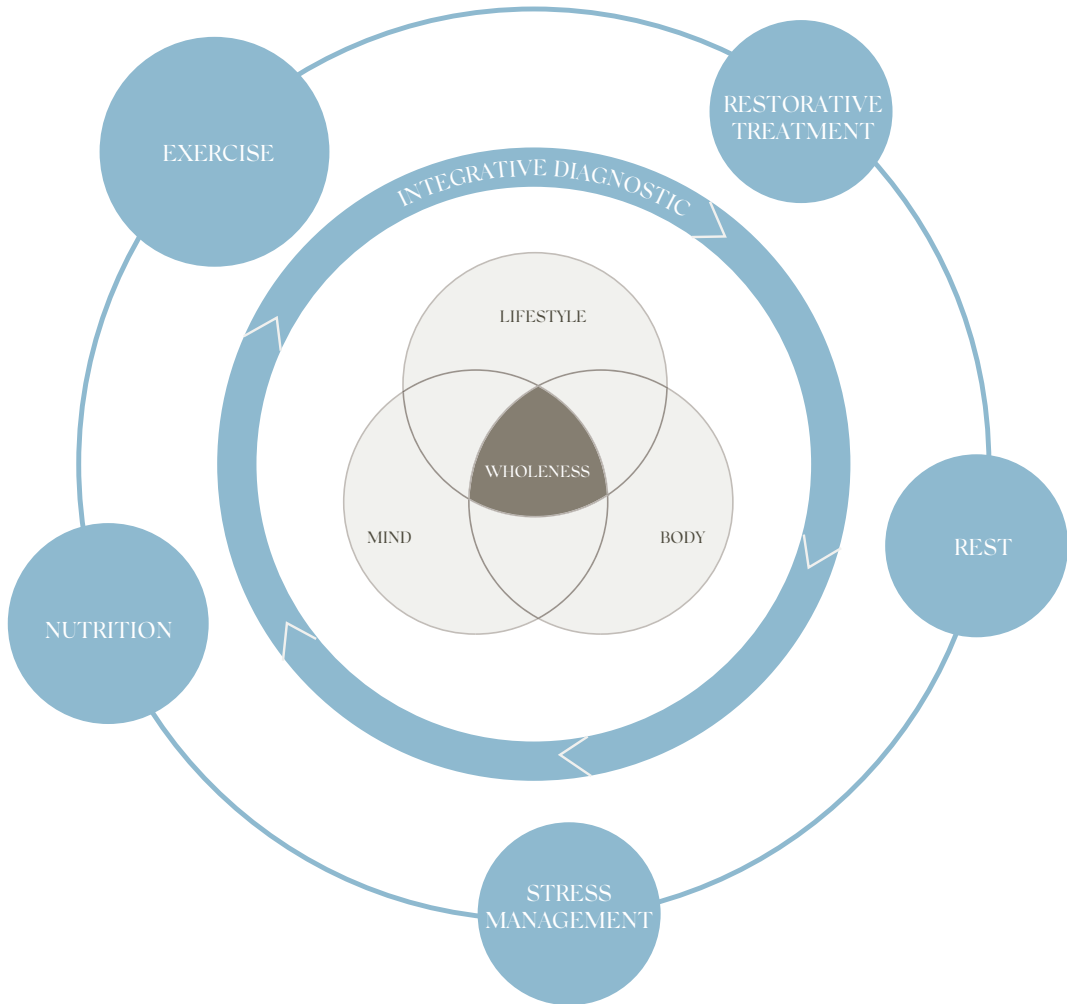 RESTORATIVE
TREATMENT
EXERCISE
INTEGRATIVE DIAGNOSTIC
LIFESTYLE
WHOLENESS
MIND
BODY
REST
NUTRITION
STRESS
MANAGEMENT